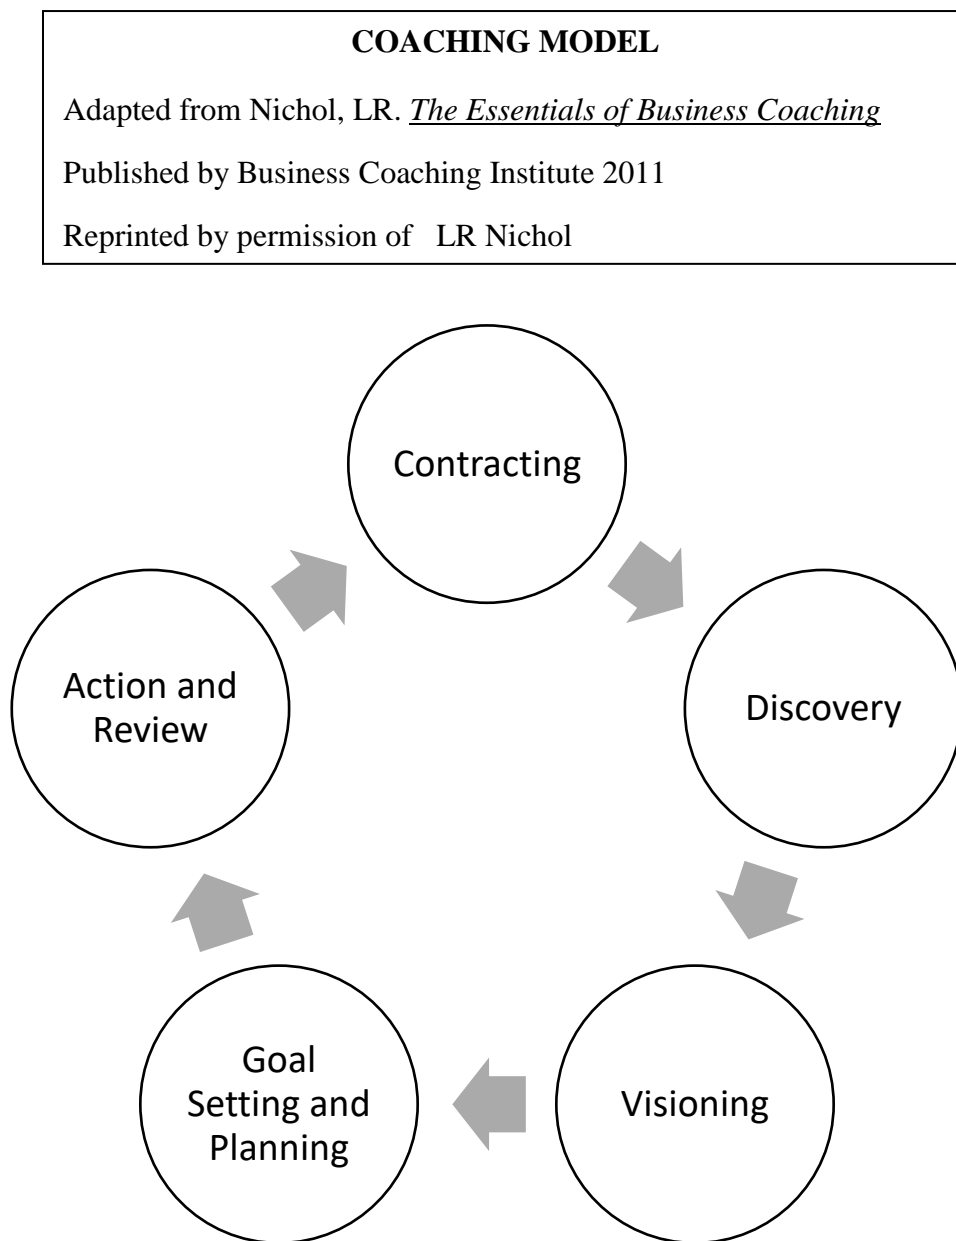 COACHING MODEL
Adapted from Nichol, LR. The Essentials of Business Coaching
Published by Business Coaching Institute 2011
Reprinted by permission of LR Nichol
Contracting
Discovery
Visioning
Goal
Setting and
Planning
Action and
Review